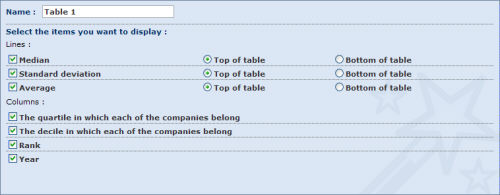 Name : Table 1
Select the items you want to display :
Lines :
Median Top of table Bottom of table
Standard deviation Top of table Bottom of table
Average Top of table Bottom of table
Columns :
The quartile in which each of the companies belong
The decile in which each of the companies belong
Rank
Year